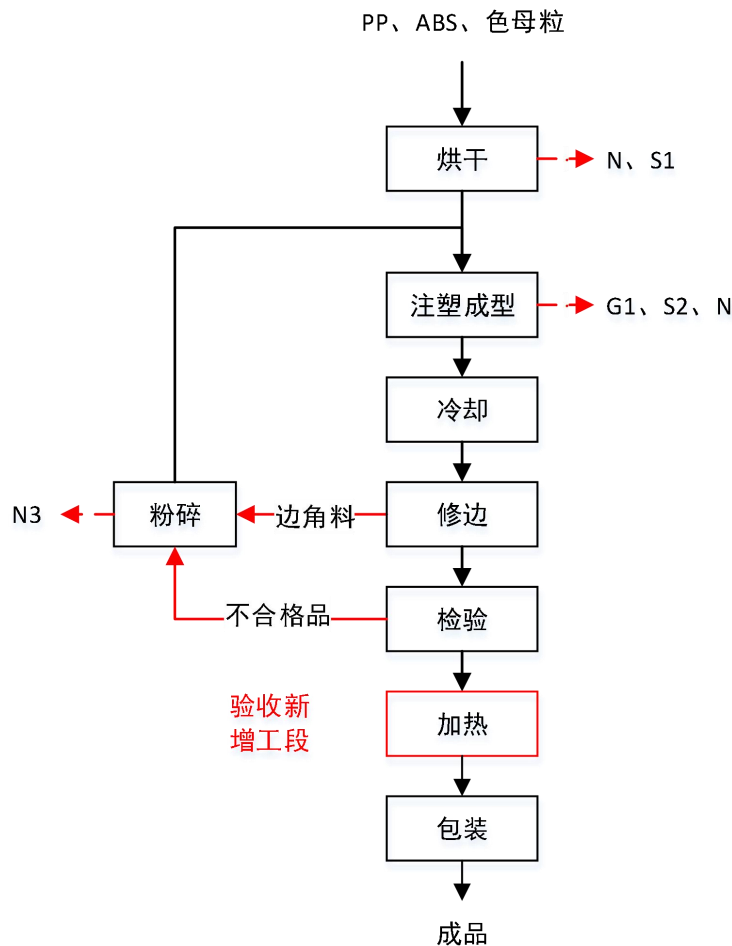 PP、ABS、色母粒
烘干
N、S1
注塑成型
G1、S2、N
冷却
N3
粉碎
边角料
修边
不合格品
检验
验收新
增工段
加热
包装
成品